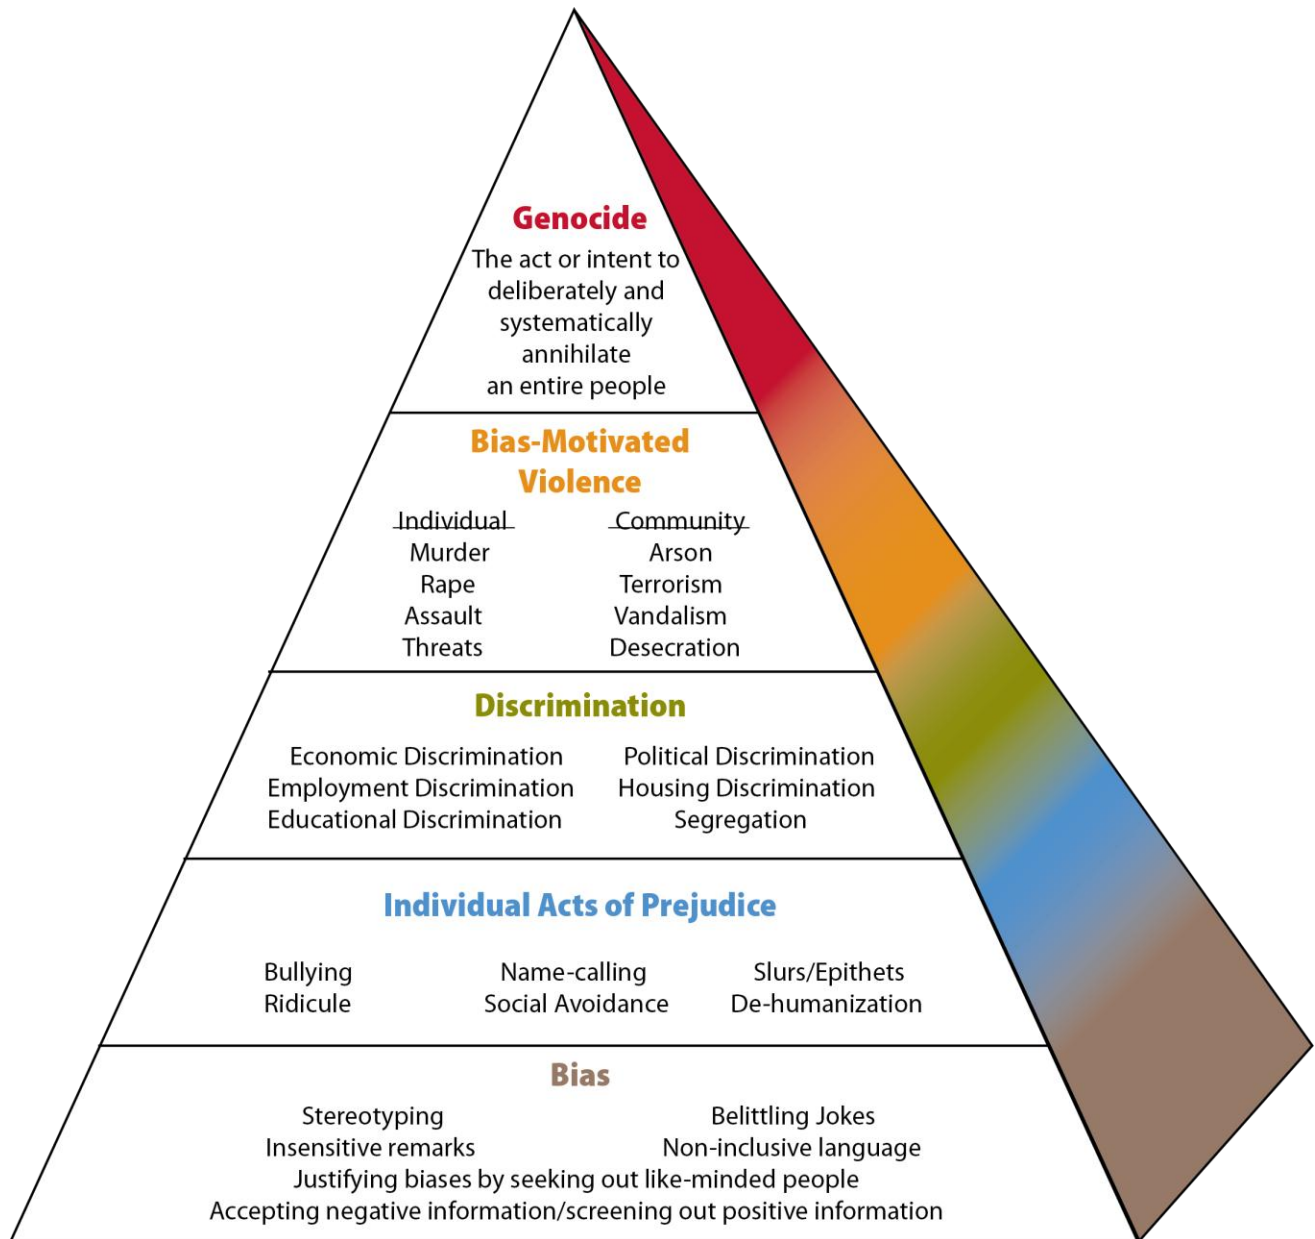 Genocide
The act or intent to
deliberately and
systematically
annihilate
an entire people
Bias-Motivated
Violence
Individual Community
Murder Arson
Rape Terrorism
Assault Vandalism
Threats Desecration
Discrimination
Economic Discrimination Political Discrimination
Employment Discrimination Housing Discrimination
Educational Discrimination Segregation
Individual Acts of Prejudice
Bullying Name-calling Slurs/Epithets
Ridicule Social Avoidance De-humanization
Bias
Stereotyping Belittling Jokes
Insensitive remarks Non-inclusive language
Justifying biases by seeking out like-minded people
Accepting negative information/screening out positive information